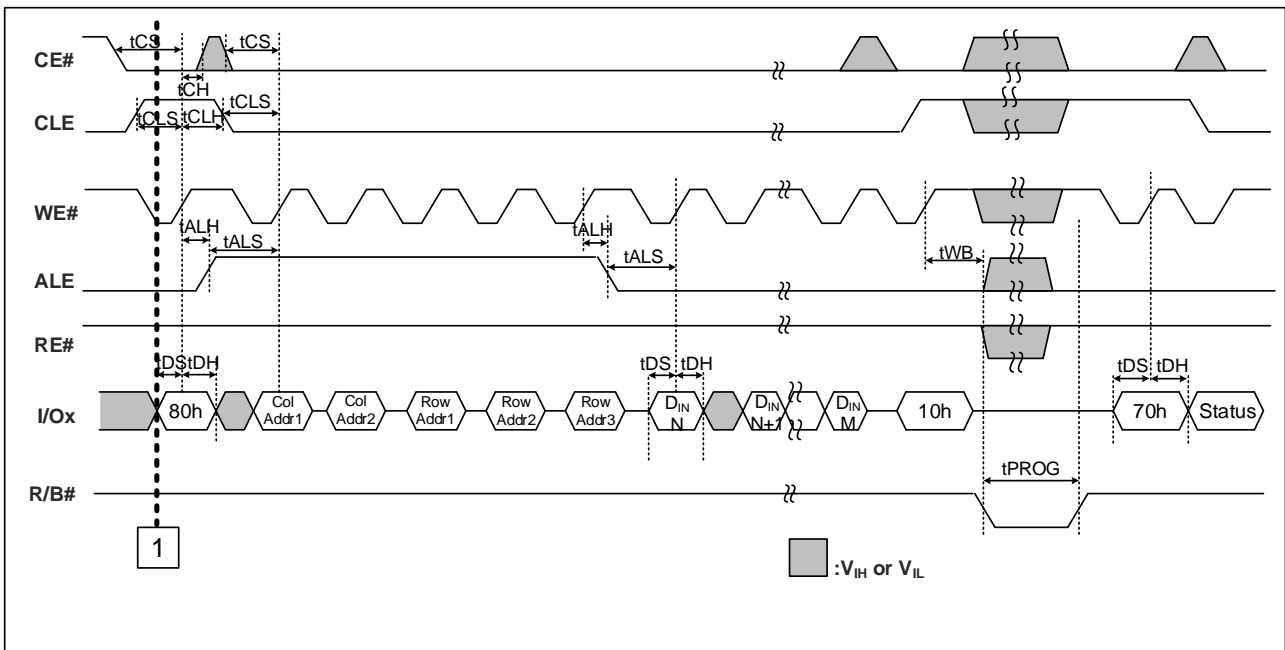 CE#
tCS
tCS
tCH
CLE
tCLS
tCLH
tCLS
WE#
tALH
tALS
tALH
tALS
tWB
ALE
RE#
tDS
tDH
tDS
tDH
tDS
tDH
I/Ox
80h
Col Addr1
Col Addr2
Row Addr1
Row Addr2
Row Addr3
DIN N
DIN N+1
DIN M
10h
70h
Status
tPROG
R/B#
1
:VIH or VIL